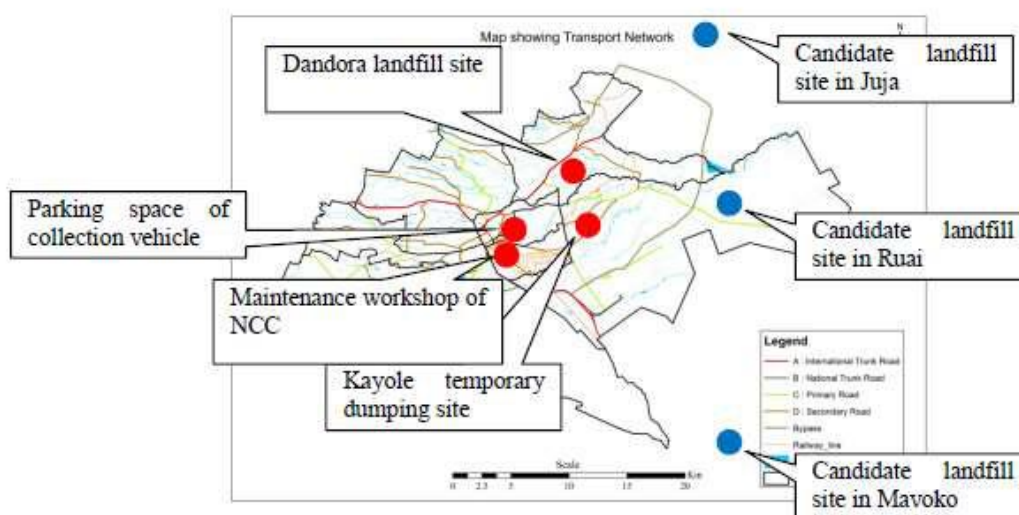 Map showing Transport Network
N
Dandora landfill site
Candidate landfill
site in Juja
Parking space of
collection vehicle
Candidate landfill
site in Ruai
Maintenance workshop of
NCC
Kayole temporary
dumping site
Legend
A : International Trunk Road
B : National Trunk Road
C : Primary Road
D : Secondary Road
Bypass
Railway_line
Scale
Km
0 2.5 5 10 15 20
Candidate landfill
site in Mavoko